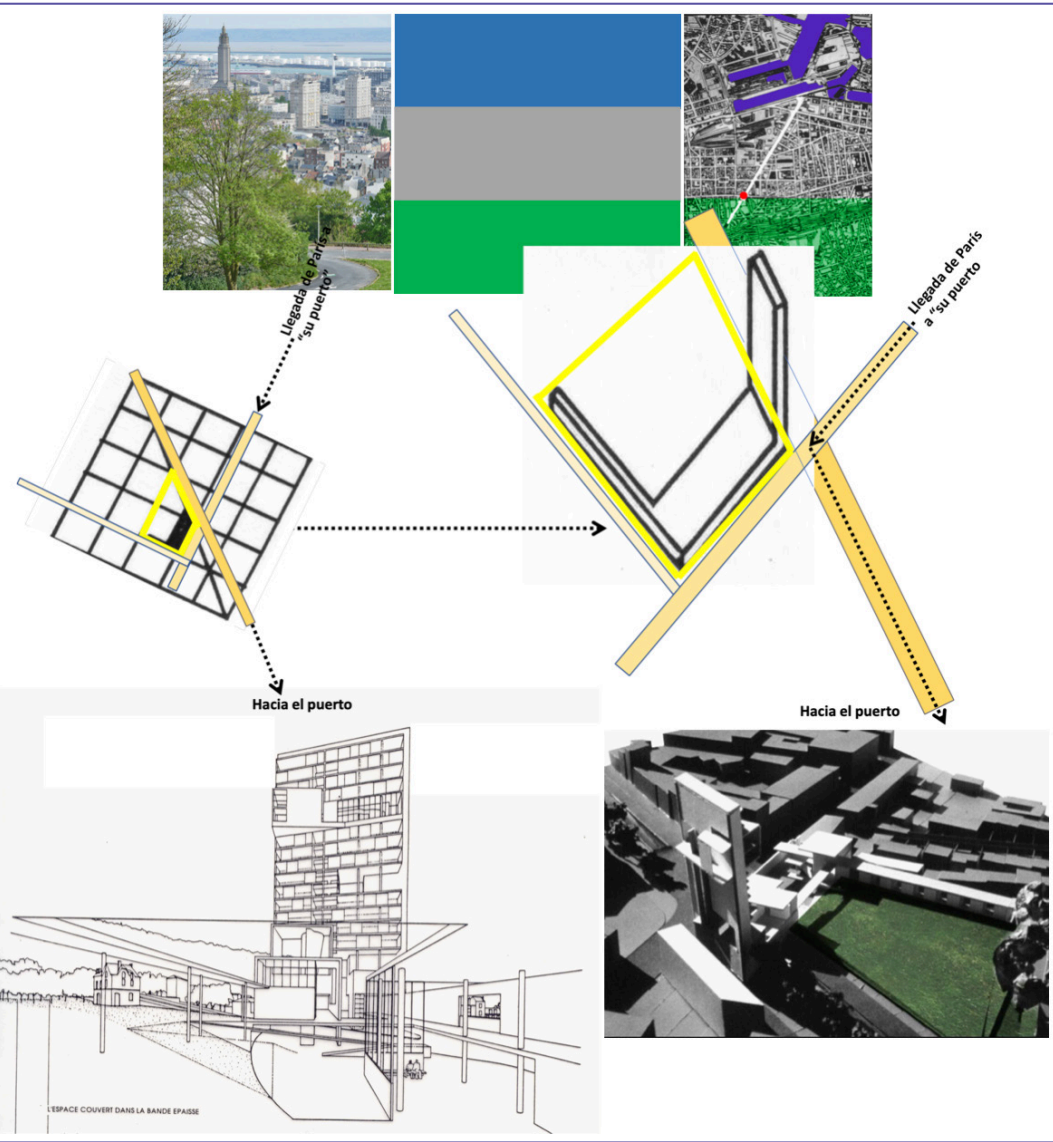 Llegada de París a
“su puerto”
Llegada de París
a “su puerto
Hacia el puerto
Hacia el puerto
L'ESPACE COUVERT DANS LA BANDE EPAISSE